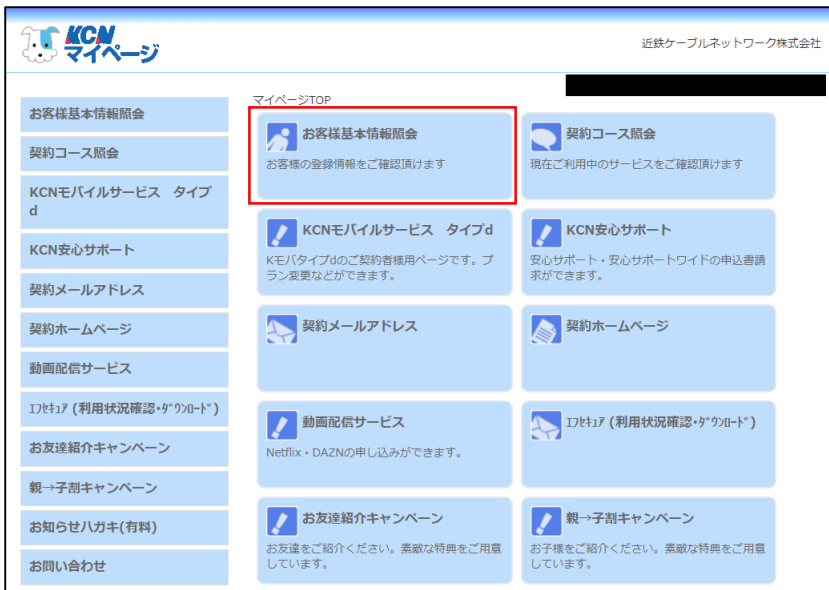 KCN
マイページ
近鉄ケーブルネットワーク株式会社
お客様基本情報照会
契約コース照会
KCNモバイルサービス　タイプ
d
KCN安心サポート
契約メールアドレス
契約ホームページ
動画配信サービス
ｴﾌｾｷｭｱ (利用状況確認･ﾀﾞｳﾝﾛｰﾄﾞ)
お友達紹介キャンペーン
親→子割キャンペーン
お知らせハガキ(有料)
お問い合わせ
マイページTOP
お客様基本情報照会
お客様の登録情報をご確認頂けます
契約コース照会
現在ご利用中のサービスをご確認頂けます
KCNモバイルサービス　タイプd
Kモバタイプdのご契約者様用ページです。プ
ラン変更などができます。
KCN安心サポート
安心サポート・安心サポートワイドの申込書請
求ができます。
契約メールアドレス
契約ホームページ
動画配信サービス
Netflix・DAZNの申し込みができます。
ｴﾌｾｷｭｱ (利用状況確認･ﾀﾞｳﾝﾛｰﾄﾞ)
お友達紹介キャンペーン
お友達をご紹介ください。素敵な特典をご用意
しています。
親→子割キャンペーン
お子様をご紹介ください。素敵な特典をご用意
しています。